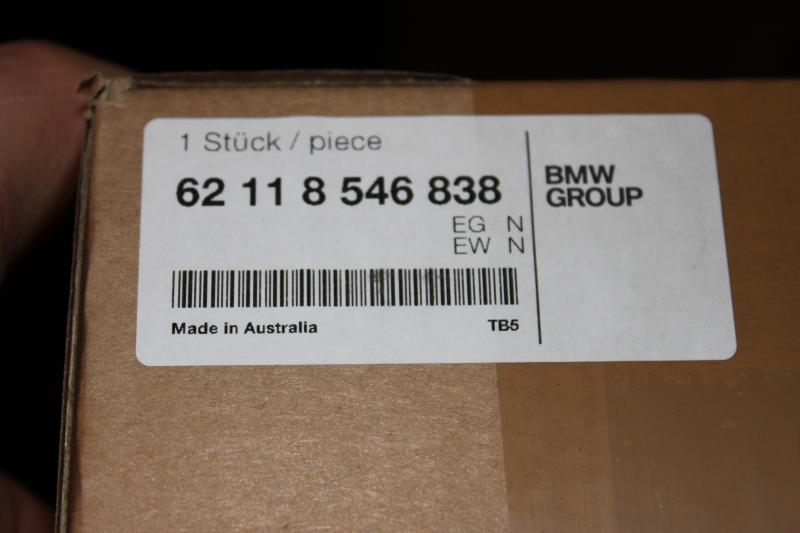 1 Stück / piece
62 11 8 546 838
EG N
EW N
Made in Australia
TB5
BMW
GROUP